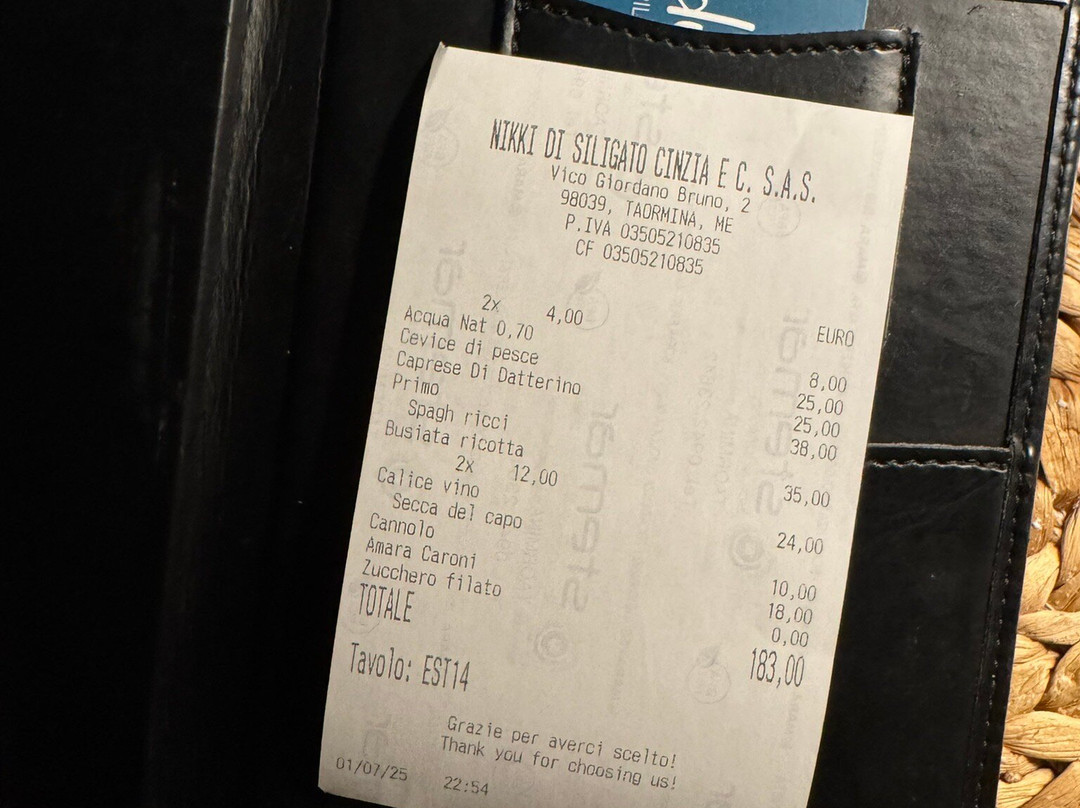 NIKKI DI SILIGATO CINZIA E C. S.A.S.
Vico Giordano Bruno, 2
98039, TAORMINA, ME
P.IVA 03505210835
CF 03505210835
EURO
2x 4,00
Acqua Nat 0,70 8,00
Cevice di pesce 25,00
Caprese Di Datterino 25,00
Primo 38,00
Spagh ricci
Busiata ricotta 35,00
2x 12,00
Calice vino 24,00
Secca del capo
Cannolo 10,00
Amara Caroni 18,00
Zucchero filato 0,00
TOTALE 183,00
Tavolo: EST14
Grazie per averci scelto!
Thank you for choosing us!
01/07/25 22:54